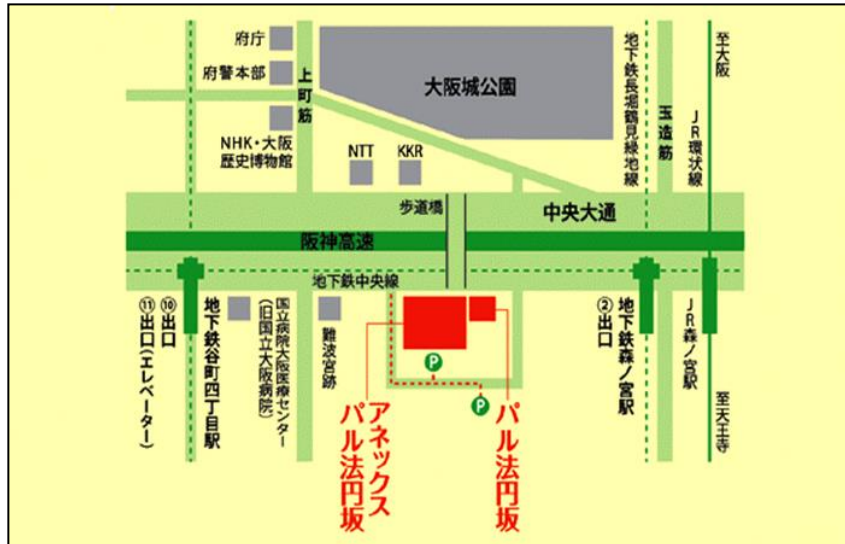 府庁
府警本部
上町筋
大阪城公園
NHK・大阪
歴史博物館
NTT
KKR
地下鉄長堀鶴見緑地線
玉造筋
至大阪
JR環状線
歩道橋
中央大通
阪神高速
地下鉄中央線
⑪出口(エレベーター)
⑩出口
地下鉄谷町四丁目駅
国立病院大阪医療センター
(旧国立大阪病院)
難波宮跡
P
P
アネックス
パル法円坂
パル法円坂
②出口
地下鉄森ノ宮駅
JR森ノ宮駅
至天王寺